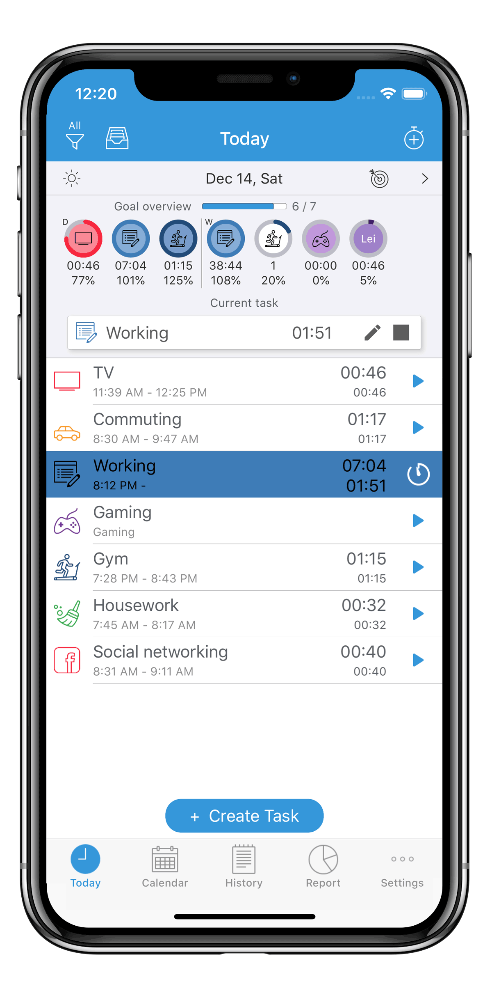 12:20
All
Today
Dec 14, Sat
Goal overview 6 / 7
D W
Lei
00:46 07:04 01:15 38:44 1 00:00 00:46
77% 101% 125% 108% 20% 0% 5%
Current task
Working 01:51
TV 00:46
11:39 AM - 12:25 PM 00:46
Commuting 01:17
8:30 AM - 9:47 AM 01:17
Working 07:04
8:12 PM - 01:51
Gaming
Gaming
Gym 01:15
7:28 PM - 8:43 PM 01:15
Housework 00:32
7:45 AM - 8:17 AM 00:32
Social networking 00:40
8:31 AM - 9:11 AM 00:40
+ Create Task
Today Calendar History Report Settings